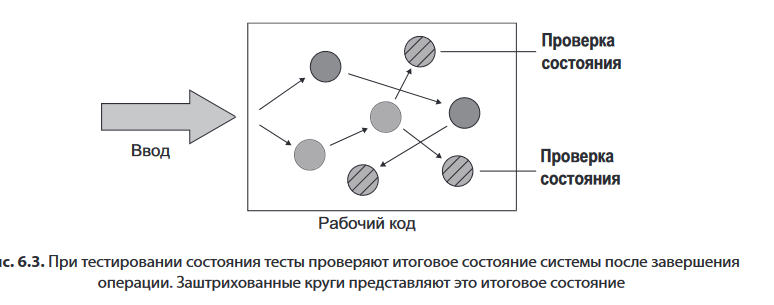 Проверка
состояния
Ввод
Проверка
состояния
Рабочий код
с. 6.3. При тестировании состояния тесты проверяют итоговое состояние системы после завершения
операции. Заштрихованные круги представляют это итоговое состояние